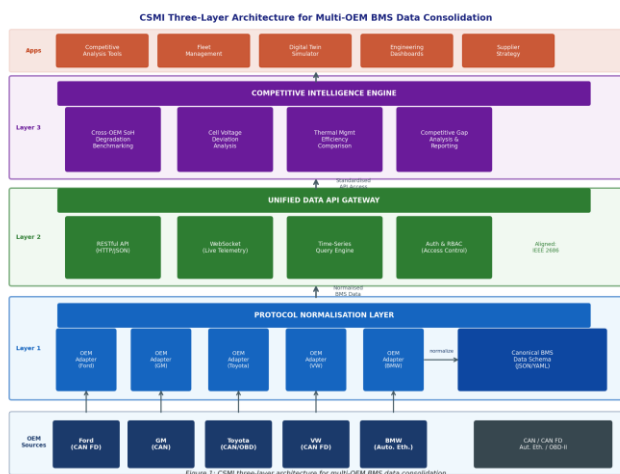 CSMI Three-Layer Architecture for Multi-OEM BMS Data Consolidation
Apps
Competitive
Analysis Tools
Fleet
Management
Digital Twin
Simulator
Engineering
Dashboards
Supplier
Strategy
COMPETITIVE INTELLIGENCE ENGINE
Layer 3
Cross-OEM SoH
Degradation
Benchmarking
Cell Voltage
Deviation
Analysis
Thermal Mgmt
Efficiency
Comparison
Competitive Gap
Analysis &
Reporting
Standardised
API Access
UNIFIED DATA API GATEWAY
Layer 2
RESTful API
(HTTP/JSON)
WebSocket
(Live Telemetry)
Time-Series
Query Engine
Auth & RBAC
(Access Control)
Aligned:
IEEE 2686
Normalised
BMS Data
PROTOCOL NORMALISATION LAYER
Layer 1
OEM
Adapter
(Ford)
OEM
Adapter
(GM)
OEM
Adapter
(Toyota)
OEM
Adapter
(VW)
OEM
Adapter
(BMW)
normalize
Canonical BMS
Data Schema
(JSON/YAML)
OEM
Sources
Ford
(CAN FD)
GM
(CAN)
Toyota
(CAN/OBD)
VW
(CAN FD)
BMW
(Auto. Eth.)
CAN / CAN FD
Aut. Eth. / OBD-II
Figure 1: CSMI three-layer architecture for multi-OEM BMS data consolidation